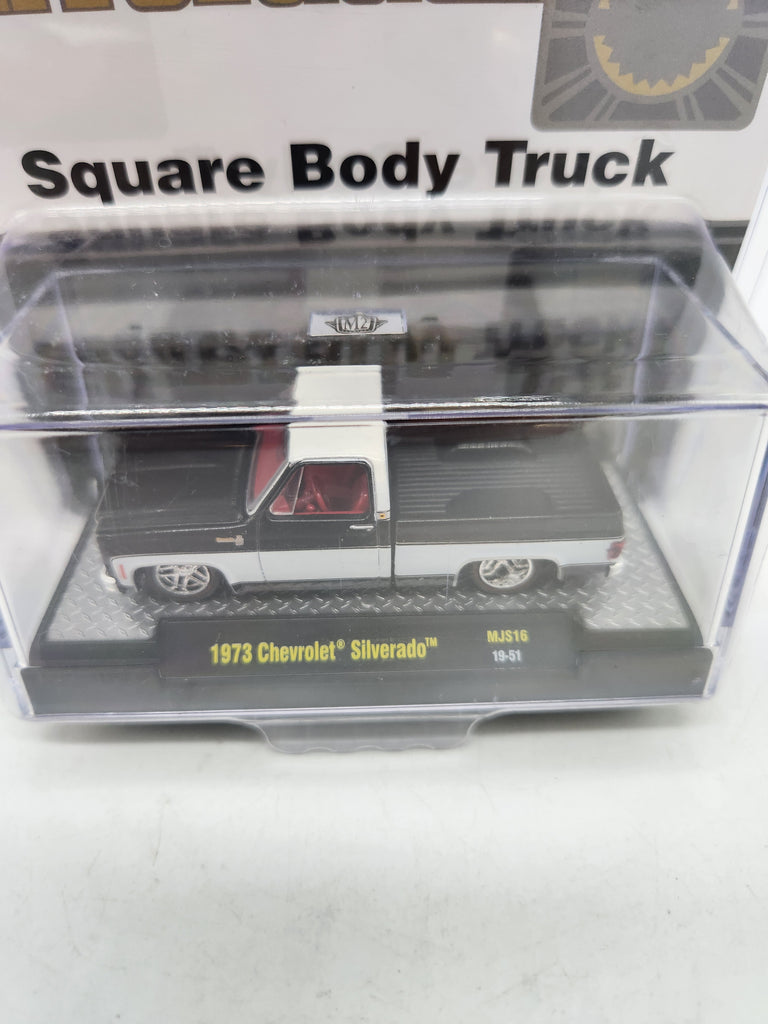 Square Body Truck
M2
1973 Chevrolet® Silverado™ MJS16
19-51